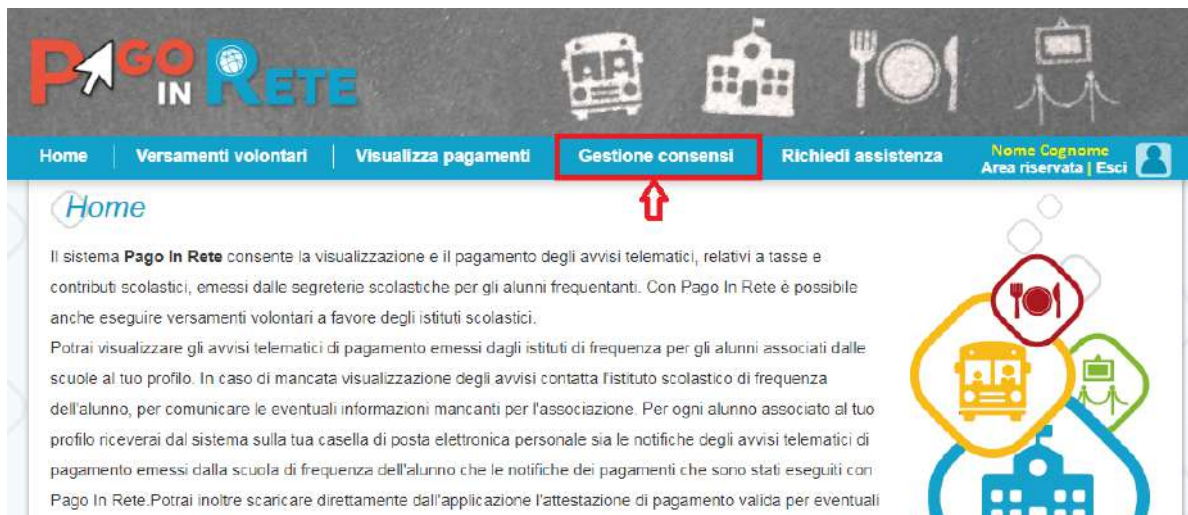 PAGO
IN RETE
Home Versamenti volontari Visualizza pagamenti Gestione consensi Richiedi assistenza Nome Cognome
Area riservata | Esci
Home
Il sistema Pago In Rete consente la visualizzazione e il pagamento degli avvisi telematici, relativi a tasse e
contributi scolastici, emessi dalle segreterie scolastiche per gli alunni frequentanti. Con Pago In Rete è possibile
anche eseguire versamenti volontari a favore degli istituti scolastici.
Potrai visualizzare gli avvisi telematici di pagamento emessi dagli istituti di frequenza per gli alunni associati dalle
scuole al tuo profilo. In caso di mancata visualizzazione degli avvisi contatta l'istituto scolastico di frequenza
dell'alunno, per comunicare le eventuali informazioni mancanti per l'associazione. Per ogni alunno associato al tuo
profilo riceverai dal sistema sulla tua casella di posta elettronica personale sia le notifiche degli avvisi telematici di
pagamento emessi dalla scuola di frequenza dell'alunno che le notifiche dei pagamenti che sono stati eseguiti con
Pago In Rete.Potrai inoltre scaricare direttamente dall'applicazione l'attestazione di pagamento valida per eventuali